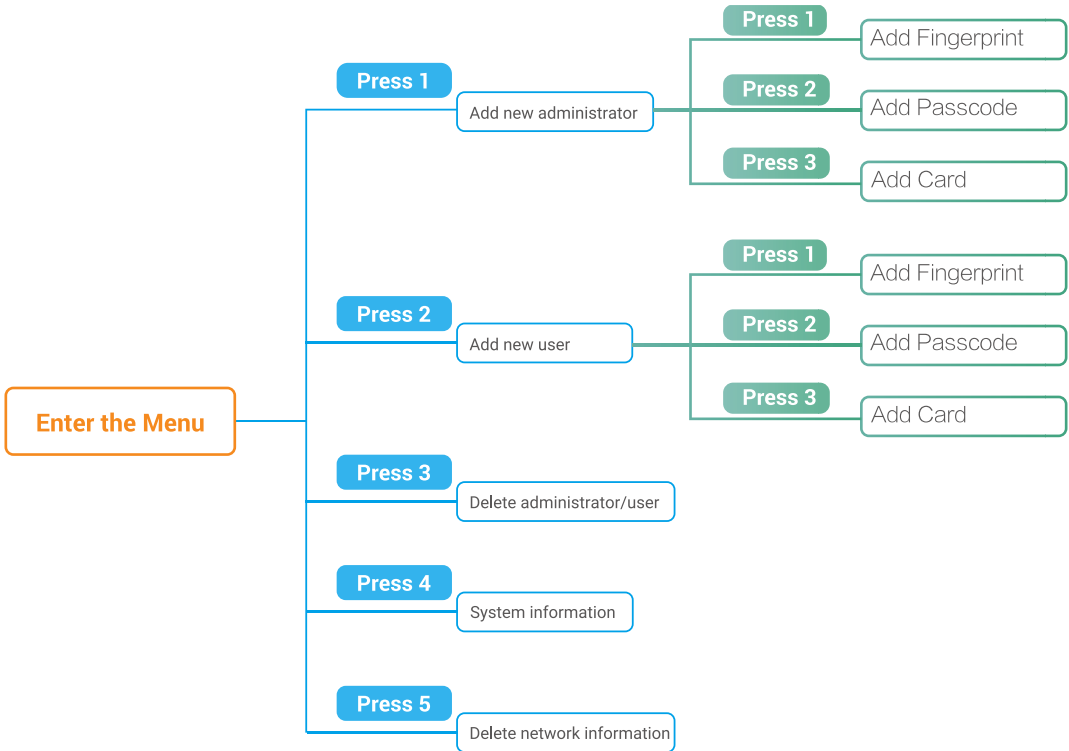 Press 1
Add new administrator
Press 1
Add Fingerprint
Press 2
Add Passcode
Press 3
Add Card
Press 2
Add new user
Press 1
Add Fingerprint
Press 2
Add Passcode
Press 3
Add Card
Enter the Menu
Press 3
Delete administrator/user
Press 4
System information
Press 5
Delete network information